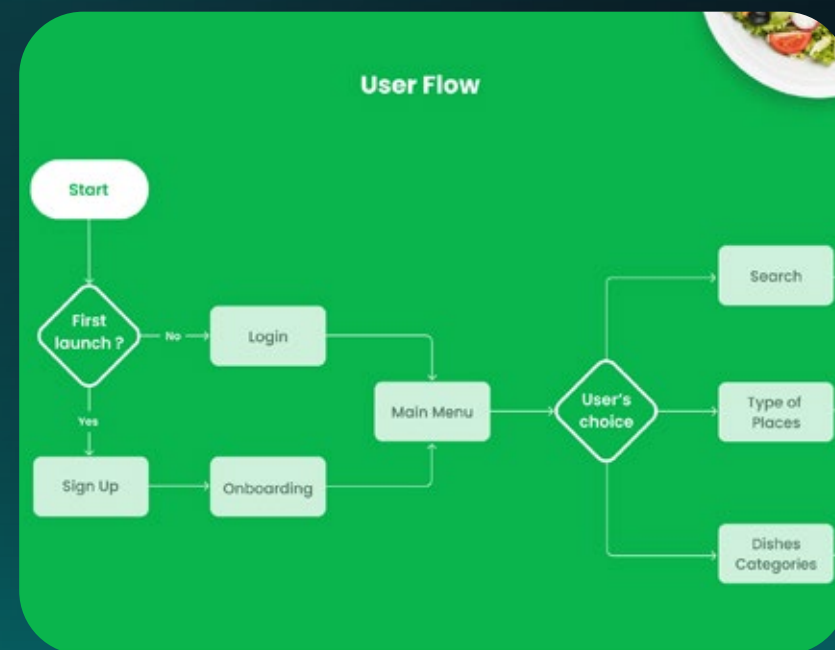 User Flow
Start
First
launch ?
No
Login
Yes
Sign Up
Onboarding
Main Menu
User's
choice
Search
Type of
Places
Dishes
Categories